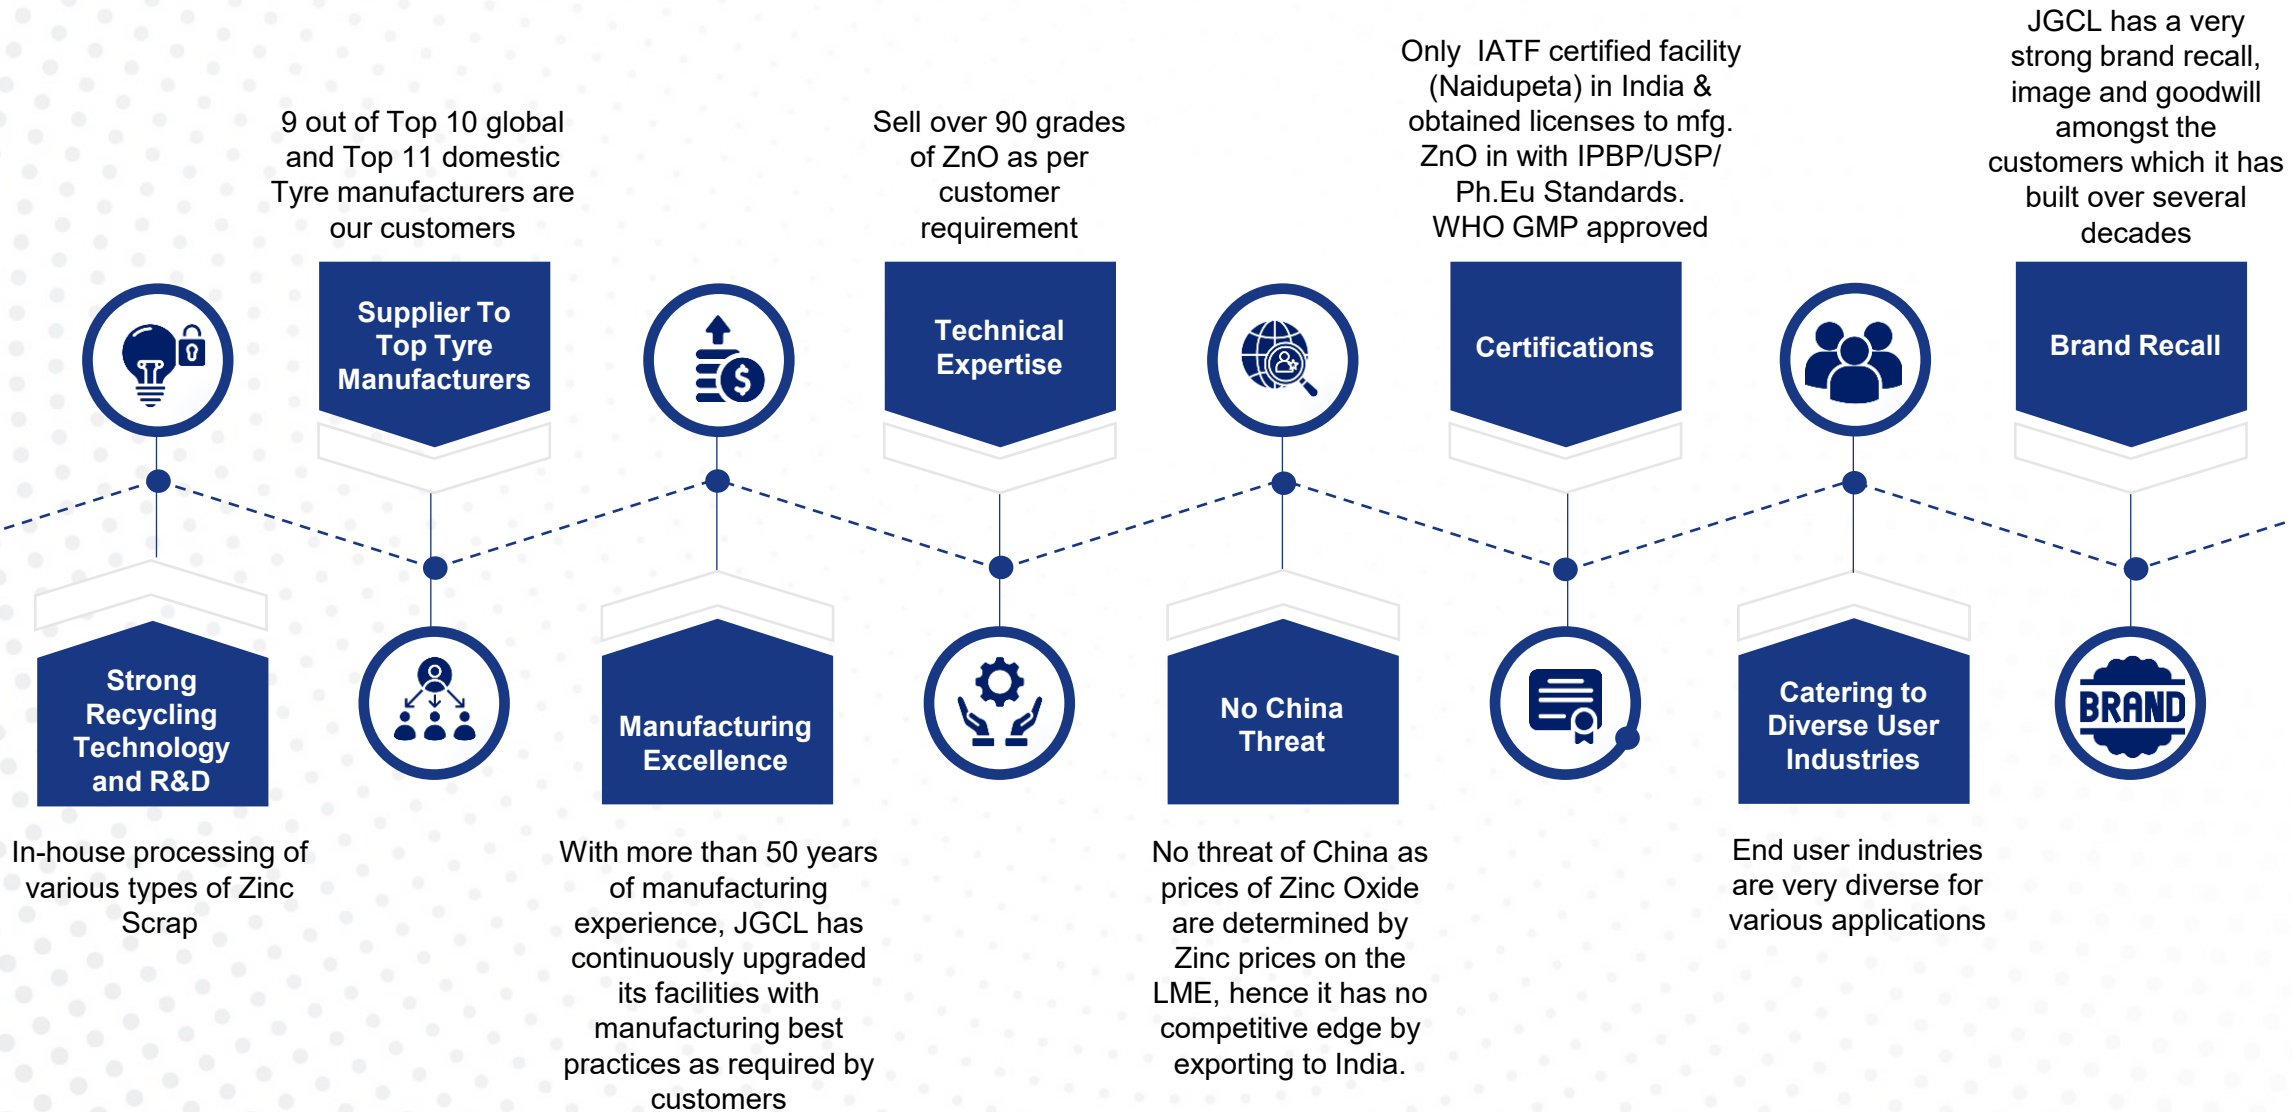 In-house processing of
various types of Zinc
Scrap
Strong
Recycling
Technology
and R&D
9 out of Top 10 global
and Top 11 domestic
Tyre manufacturers are
our customers
Supplier To
Top Tyre
Manufacturers
$
Manufacturing
Excellence
With more than 50 years
of manufacturing
experience, JGCL has
continuously upgraded
its facilities with
manufacturing best
practices as required by
customers
Sell over 90 grades
of ZnO as per
customer
requirement
Technical
Expertise
No China
Threat
No threat of China as
prices of Zinc Oxide
are determined by
Zinc prices on the
LME, hence it has no
competitive edge by
exporting to India.
Only IATF certified facility
(Naidupeta) in India &
obtained licenses to mfg.
ZnO in with IPBP/USP/
Ph.Eu Standards.
WHO GMP approved
Certifications
Catering to
Diverse User
Industries
End user industries
are very diverse for
various applications
JGCL has a very
strong brand recall,
image and goodwill
amongst the
customers which it has
built over several
decades
Brand Recall
BRAND